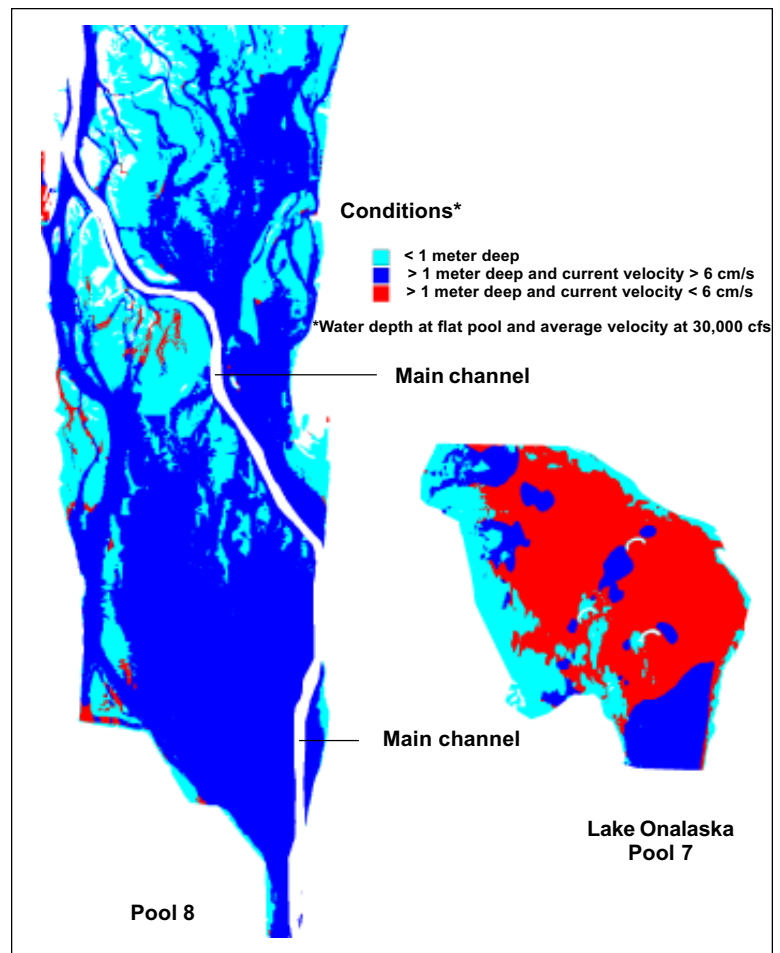 Conditions*
< 1 meter deep
> 1 meter deep and current velocity > 6 cm/s
> 1 meter deep and current velocity < 6 cm/s
*Water depth at flat pool and average velocity at 30,000 cfs
Main channel
Main channel
Lake Onalaska
Pool 7
Pool 8